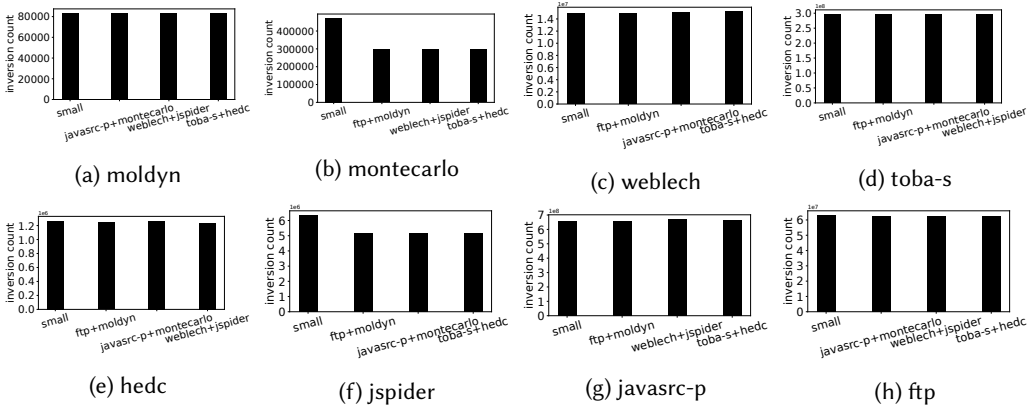 inversion count
80000
60000
40000
20000
0
small
javasrc-p+montecarlo
weblech+jspider
toba-s+hedc
(a) moldyn
inversion count
400000
300000
200000
100000
0
small
ftp+moldyn
weblech+jspider
toba-s+hedc
(b) montecarlo
1e7
inversion count
1.4
1.2
1.0
0.8
0.6
0.4
0.2
0.0
small
ftp+moldyn
javasrc-p+montecarlo
toba-s+hedc
(c) weblech
1e8
inversion count
3.0
2.5
2.0
1.5
1.0
0.5
0.0
small
ftp+moldyn
javasrc-p+montecarlo
weblech+jspider
(d) toba-s
1e6
inversion count
1.2
1.0
0.8
0.6
0.4
0.2
0.0
small
ftp+moldyn
javasrc-p+montecarlo
weblech+jspider
(e) hedc
1e6
inversion count
6
5
4
3
2
1
0
small
ftp+moldyn
javasrc-p+montecarlo
toba-s+hedc
(f) jspider
1e8
inversion count
7
6
5
4
3
2
1
0
small
ftp+moldyn
weblech+jspider
toba-s+hedc
(g) javasrc-p
1e7
inversion count
6
5
4
3
2
1
0
small
javasrc-p+montecarlo
weblech+jspider
toba-s+hedc
(h) ftp